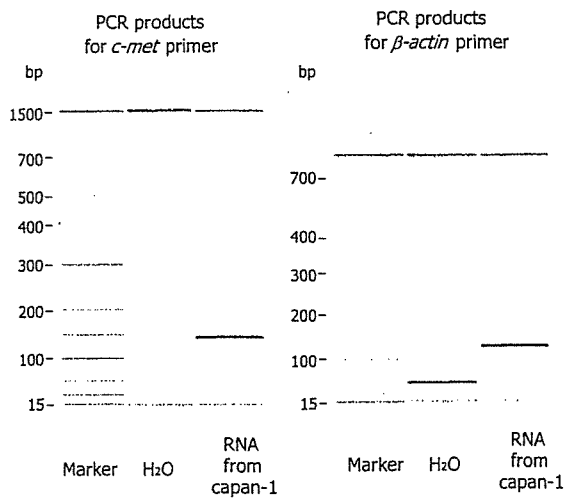 PCR products
for c-met primer
bp
1500
700
500
400
300
200
100
15
Marker
H₂O
RNA
from
capan-1
PCR products
for β-actin primer
bp
700
400
300
200
100
15
Marker
H₂O
RNA
from
capan-1